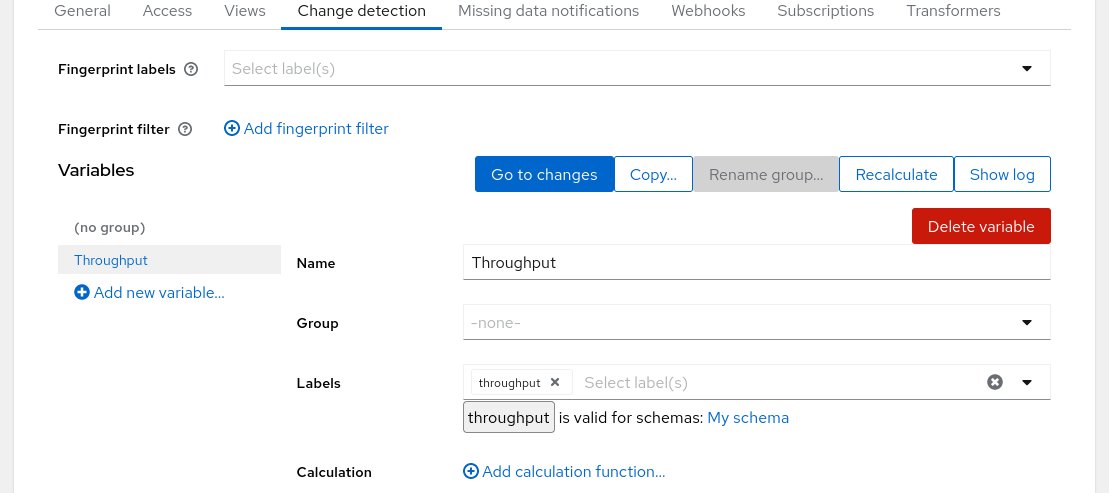 General Access Views Change detection Missing data notifications Webhooks Subscriptions Transformers
Fingerprint labels Select label(s)
Fingerprint filter Add fingerprint filter
Variables Go to changes Copy... Rename group... Recalculate Show log
(no group) Delete variable
Throughput Name Throughput
Add new variable...
Group -none-
Labels throughput Select label(s)
throughput is valid for schemas: My schema
Calculation Add calculation function...